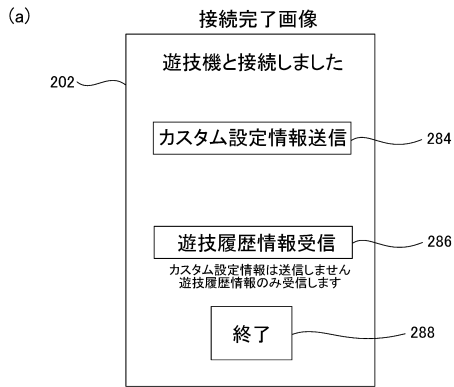 (a)
接続完了画像
遊技機と接続しました
202
カスタム設定情報送信
284
遊技履歴情報受信
286
カスタム設定情報は送信しません
遊技履歴情報のみ受信します
終了
288